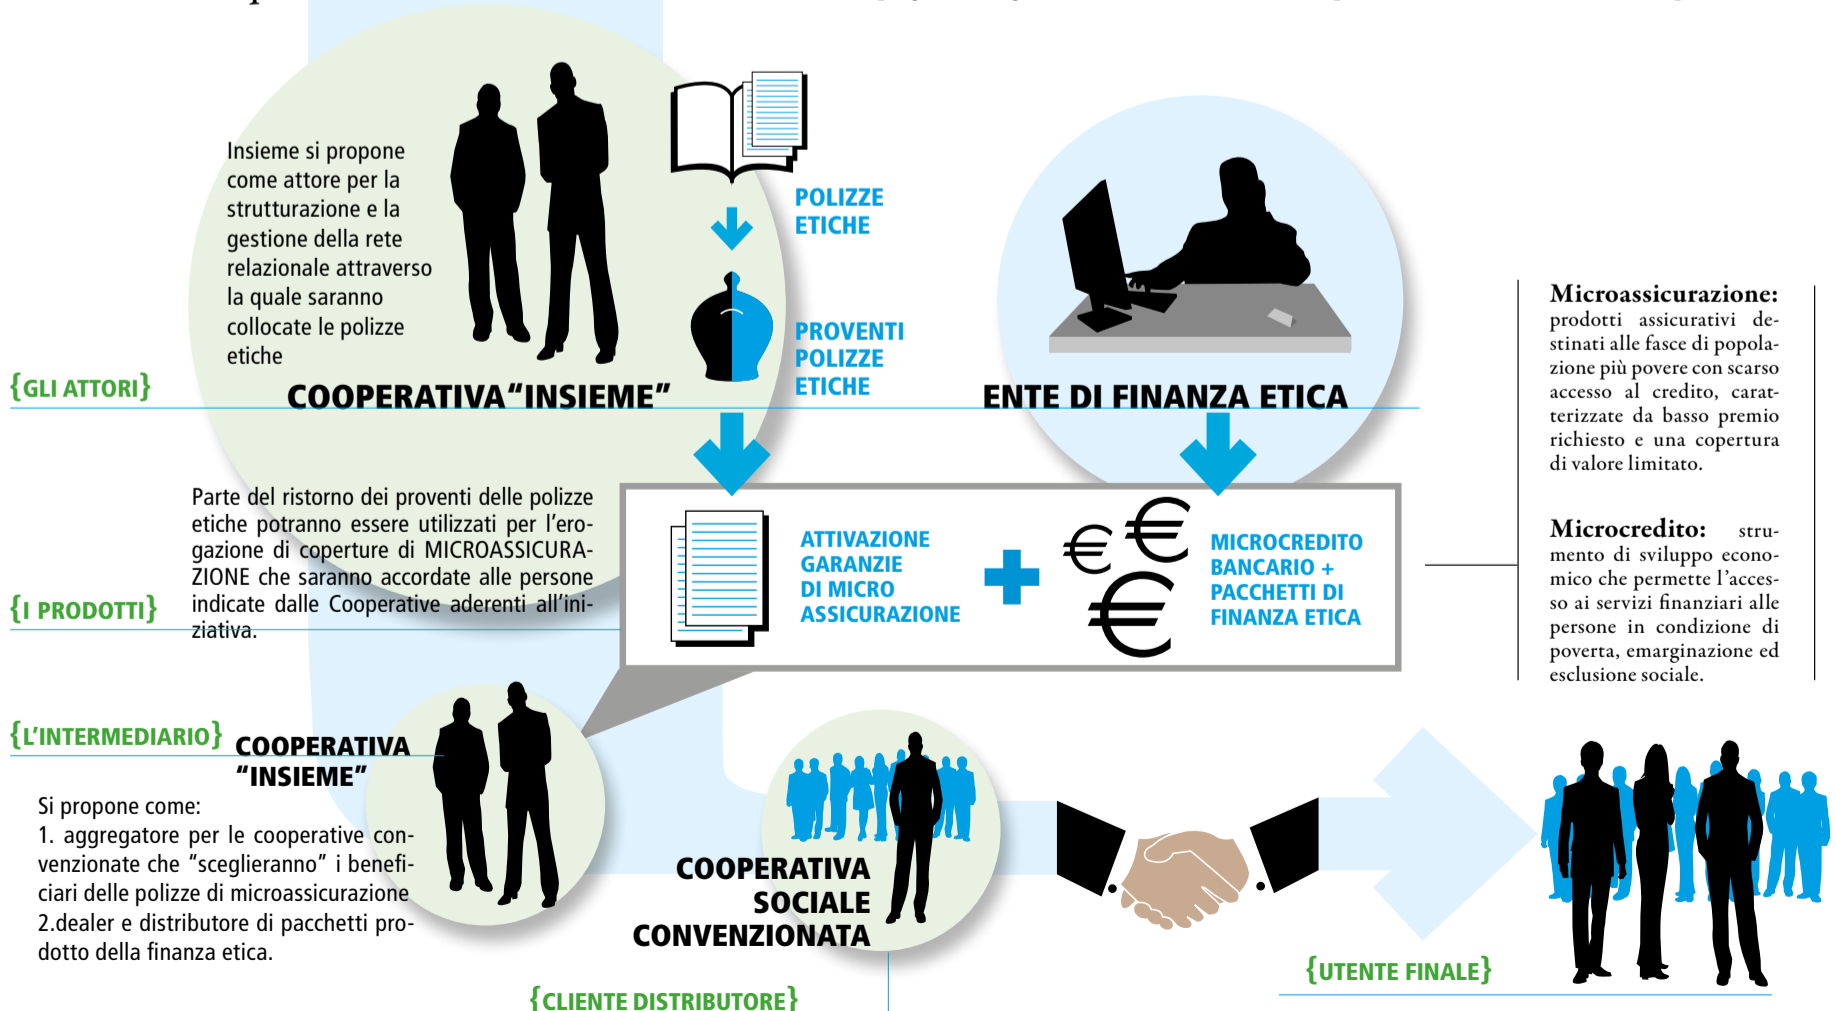 Insieme si propone
come attore per la
strutturazione e la
gestione della rete
relazionale attraverso
la quale saranno
collocate le polizze
etiche
POLIZZE
ETICHE
PROVENTI
POLIZZE
ETICHE
{GLI ATTORI}
COOPERATIVA “INSIEME”
ENTE DI FINANZA ETICA
Microassicurazione:
prodotti assicurativi de-
stinati alle fasce di popola-
zione più povere con scarso
accesso al credito, carat-
terizzate da basso premio
richiesto e una copertura
di valore limitato.
Microcredito: stru-
mento di sviluppo econo-
mico che permette l’acces-
so ai servizi finanziari alle
persone in condizione di
poverta, emarginazione ed
esclusione sociale.
Parte del ristorno dei proventi delle polizze
etiche potranno essere utilizzati per l'ero-
gazione di coperture di MICROASSICURA-
ZIONE che saranno accordate alle persone
indicate dalle Cooperative aderenti all'ini-
ziativa.
{I PRODOTTI}
ATTIVAZIONE
GARANZIE
DI MICRO
ASSICURAZIONE
€ € €
MICROCREDITO
BANCARIO +
PACCHETTI DI
FINANZA ETICA
{L’INTERMEDIARIO}
COOPERATIVA
“INSIEME”
Si propone come:
1. aggregatore per le cooperative con-
venzionate che “sceglieranno” i benefi-
ciari delle polizze di microassicurazione
2.dealer e distributore di pacchetti pro-
dotto della finanza etica.
COOPERATIVA
SOCIALE
CONVENZIONATA
{CLIENTE DISTRIBUTORE}
{UTENTE FINALE}